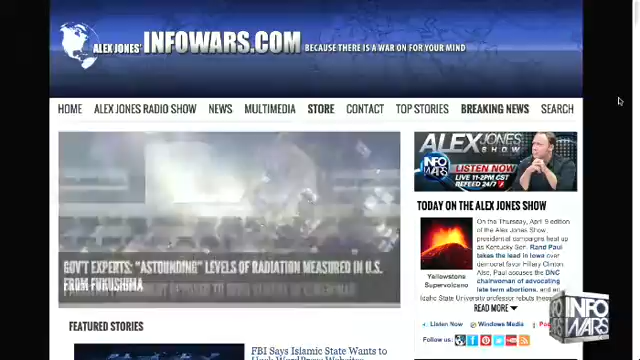 ALEX JONES' INFOWARS.COM BECAUSE THERE IS A WAR ON FOR YOUR MIND
HOME ALEX JONES RADIO SHOW NEWS MULTIMEDIA STORE CONTACT TOP STORIES BREAKING NEWS SEARCH
GOV'T EXPERTS: "ASTOUNDING" LEVELS OF RADIATION MEASURED IN U.S.
FROM FUKUSHIMA
FEATURED STORIES
FBI Says Islamic State Wants to
ALEX JONES
SHOW
INFO
WARS
LISTEN NOW
LIVE 11-2PM CST
REFEED 24/7
TODAY ON THE ALEX JONES SHOW
On the Thursday, April 9 edition
of the Alex Jones Show,
presidential campaigns heat up
as Kentucky Sen. Rand Paul
takes the lead in Iowa over
democrat favor Hillary Clinton.
Also, Paul accuses the DNC
chairwoman of advocating
late term abortions, and an
Idaho State University professor rebuts
Yellowstone
Supervolcano
READ MORE
Listen Now Windows Media
Follow us:
INFO
WARS